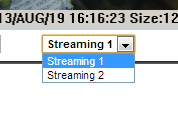 13/AUG/19 16:16:23 Size:12
Streaming 1
Streaming 1
Streaming 2